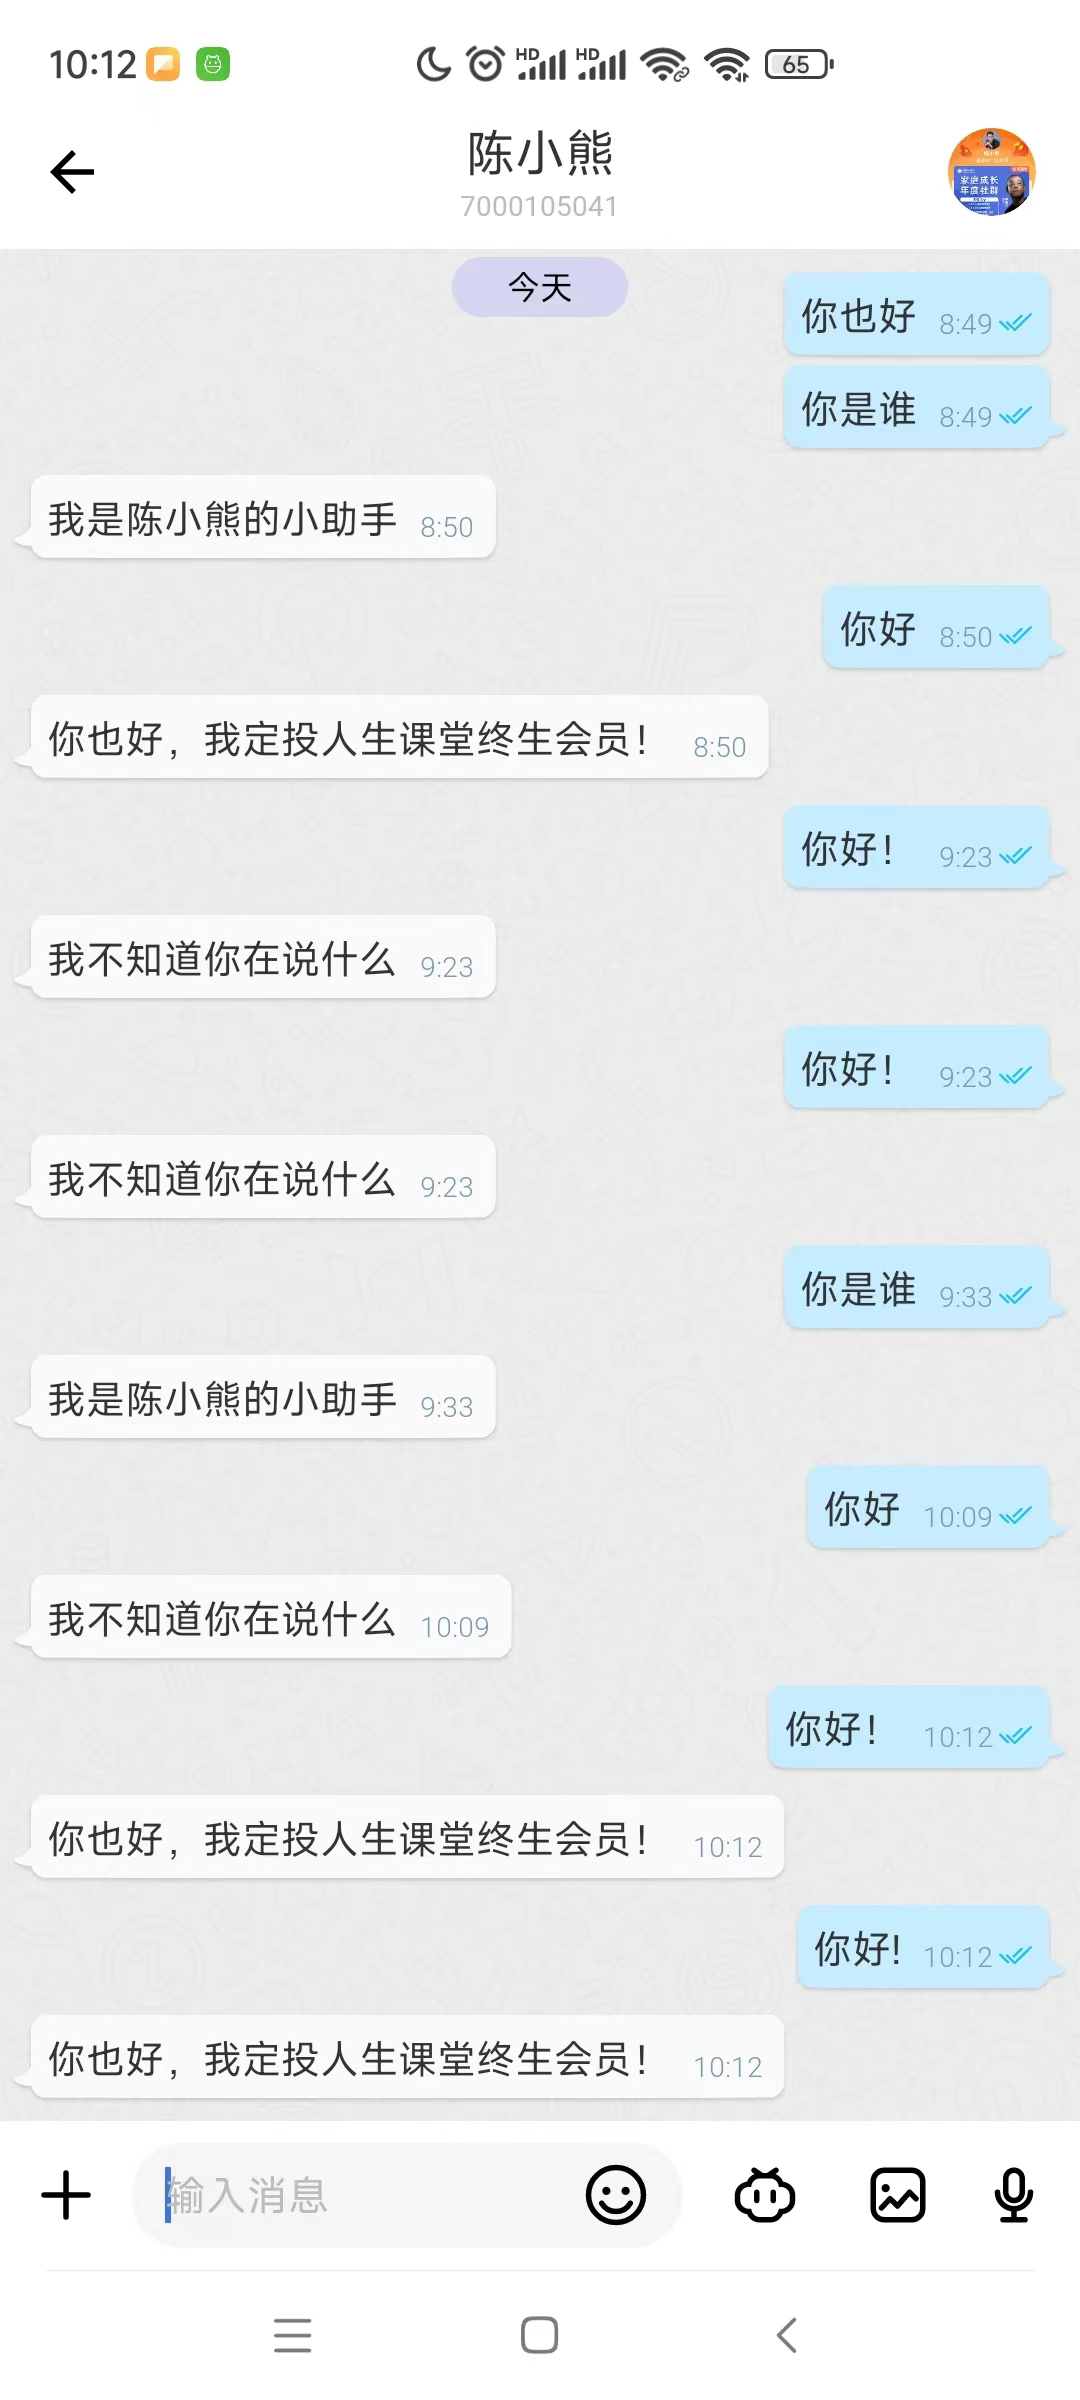 10:12
HD HD 65
陈小熊
7000105041
家庭成长
年度社群
今天
你也好 8:49
你是谁 8:49
我是陈小熊的小助手 8:50
你好 8:50
你也好，我定投人生课堂终生会员！ 8:50
你好！ 9:23
我不知道你在说什么 9:23
你好！ 9:23
我不知道你在说什么 9:23
你是谁 9:33
我是陈小熊的小助手 9:33
你好 10:09
我不知道你在说什么 10:09
你好！ 10:12
你也好，我定投人生课堂终生会员！ 10:12
你好! 10:12
你也好，我定投人生课堂终生会员！ 10:12
输入消息